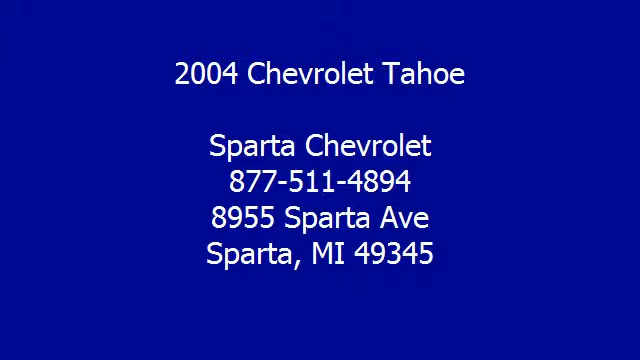 2004 Chevrolet Tahoe
Sparta Chevrolet
877-511-4894
8955 Sparta Ave
Sparta, MI 49345